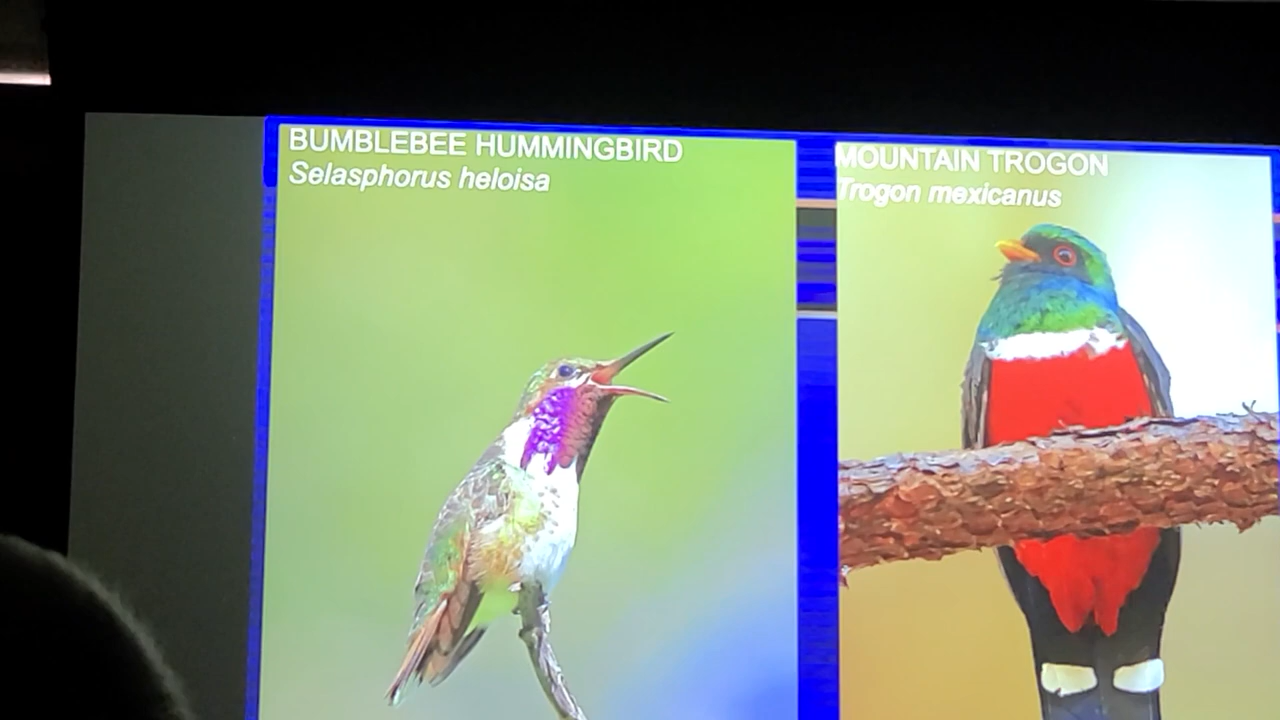 BUMBLEBEE HUMMINGBIRD
Selasphorus heloisa
MOUNTAIN TROGON
Trogon mexicanus